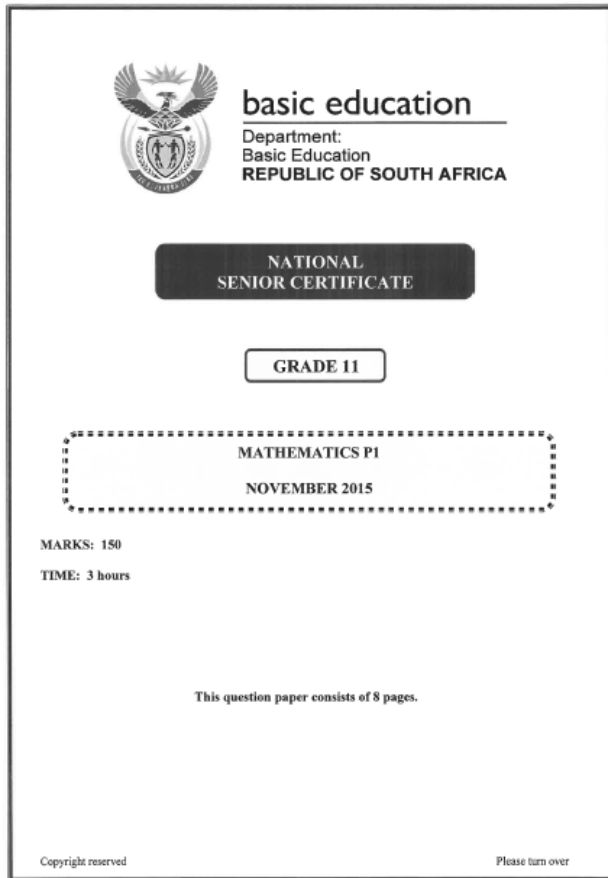 basic education
Department:
Basic Education
REPUBLIC OF SOUTH AFRICA
NATIONAL
SENIOR CERTIFICATE
GRADE 11
MATHEMATICS P1
NOVEMBER 2015
MARKS: 150
TIME: 3 hours
This question paper consists of 8 pages.
Copyright reserved
Please turn over